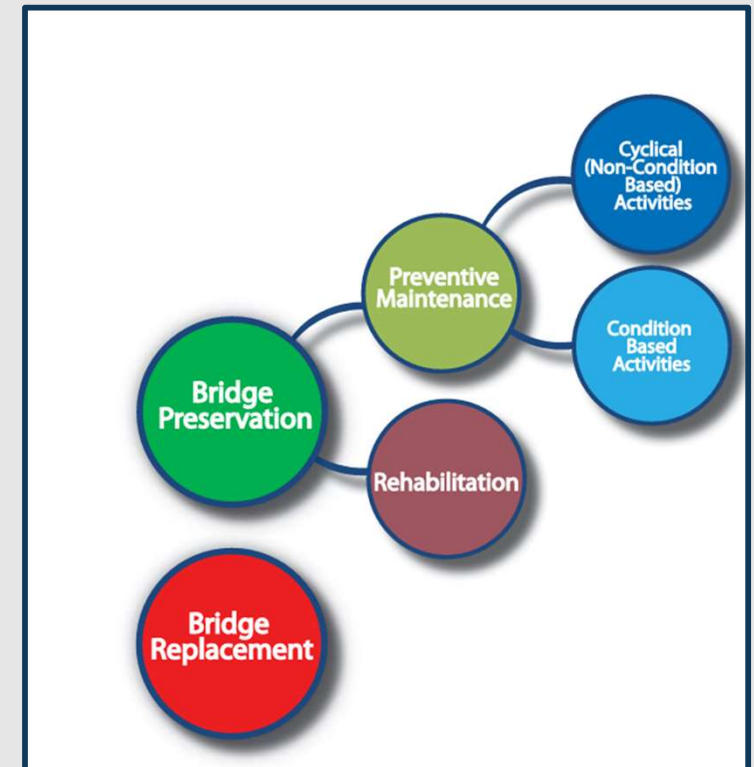 Cyclical
(Non-Condition
Based)
Activities
Preventive
Maintenance
Condition
Based
Activities
Bridge
Preservation
Rehabilitation
Bridge
Replacement